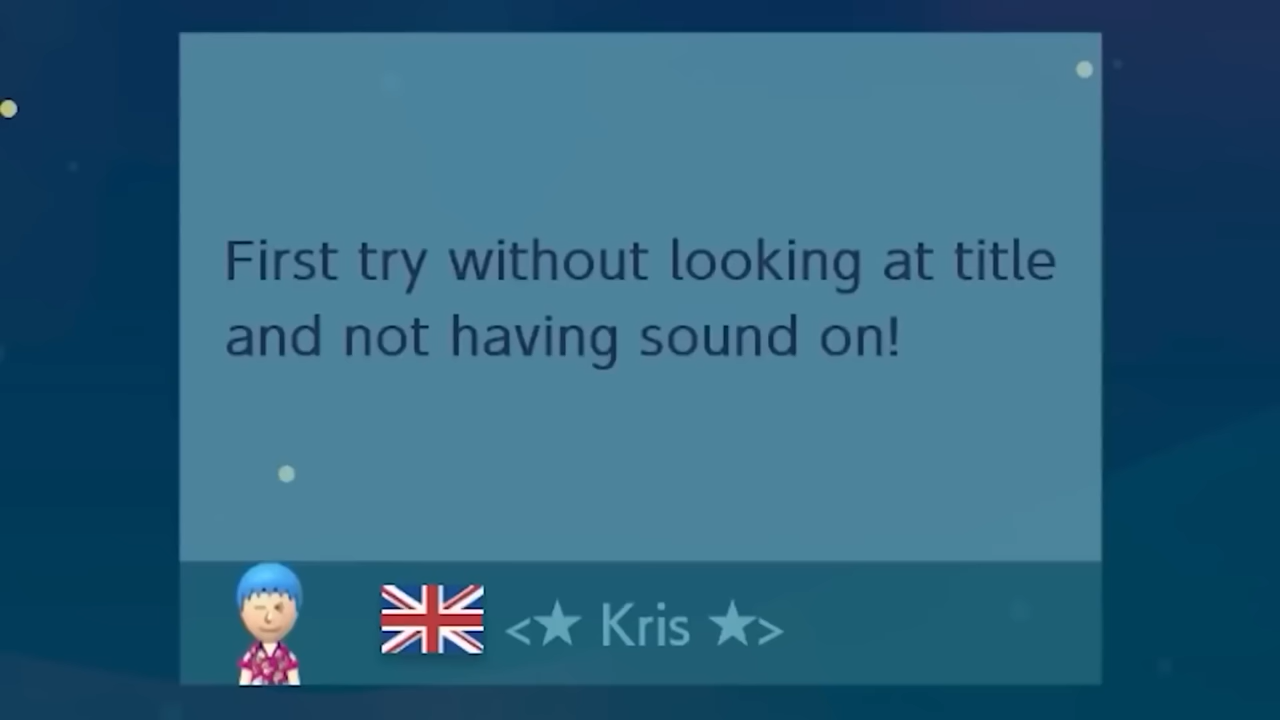 First try without looking at title
and not having sound on!
<★ Kris ★>